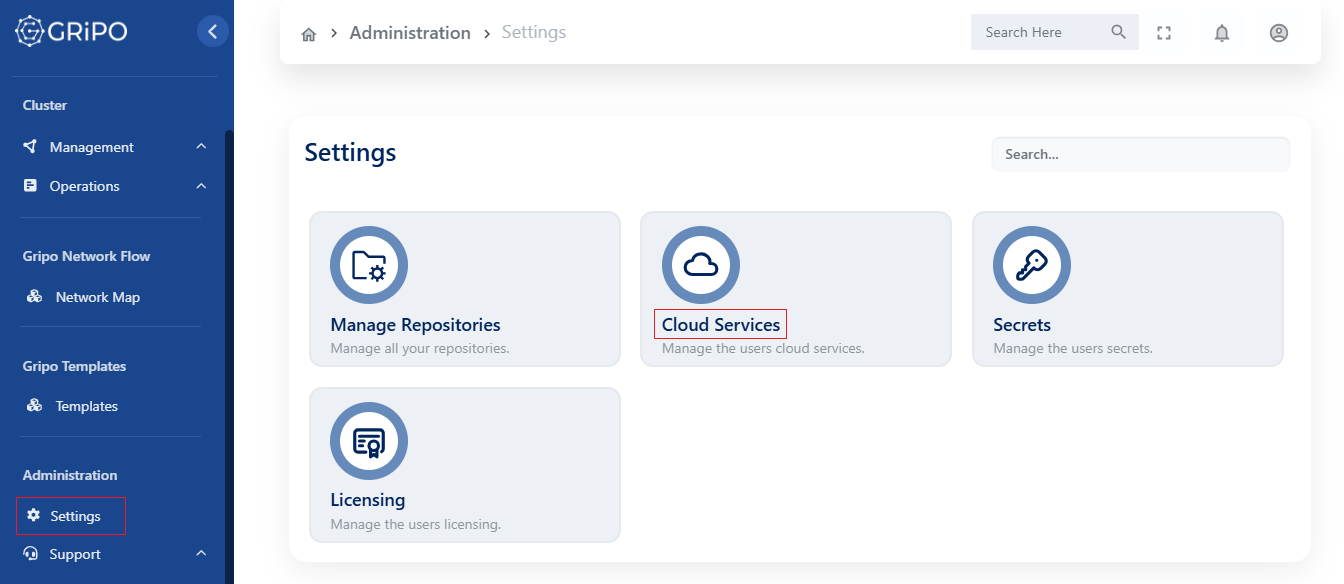 GRiPO
Administration
Settings
Search Here
Cluster
Management
Operations
Gripo Network Flow
Network Map
Gripo Templates
Templates
Administration
Settings
Support
Settings
Search...
Manage Repositories
Manage all your repositories.
Cloud Services
Manage the users cloud services.
Secrets
Manage the users secrets.
Licensing
Manage the users licensing.